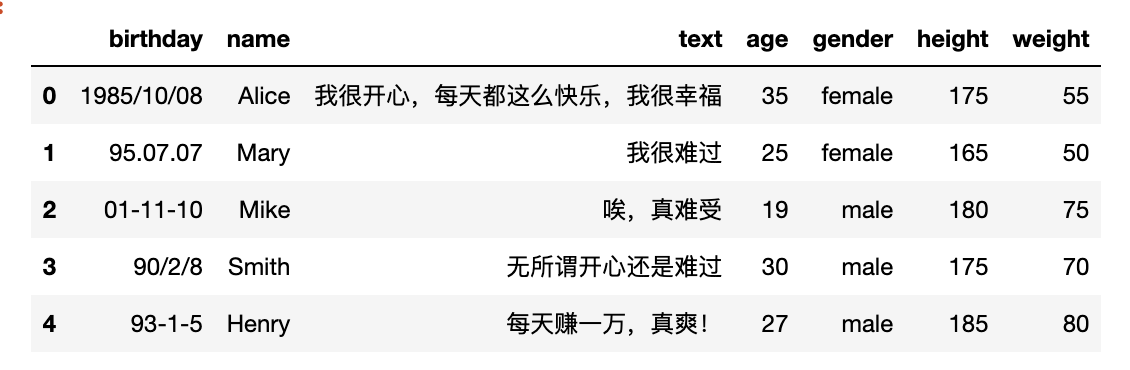 birthday name text age gender height weight
0 1985/10/08 Alice 我很开心，每天都这么快乐，我很幸福 35 female 175 55
1 95.07.07 Mary 我很难过 25 female 165 50
2 01-11-10 Mike 唉，真难受 19 male 180 75
3 90/2/8 Smith 无所谓开心还是难过 30 male 175 70
4 93-1-5 Henry 每天赚一万，真爽！ 27 male 185 80